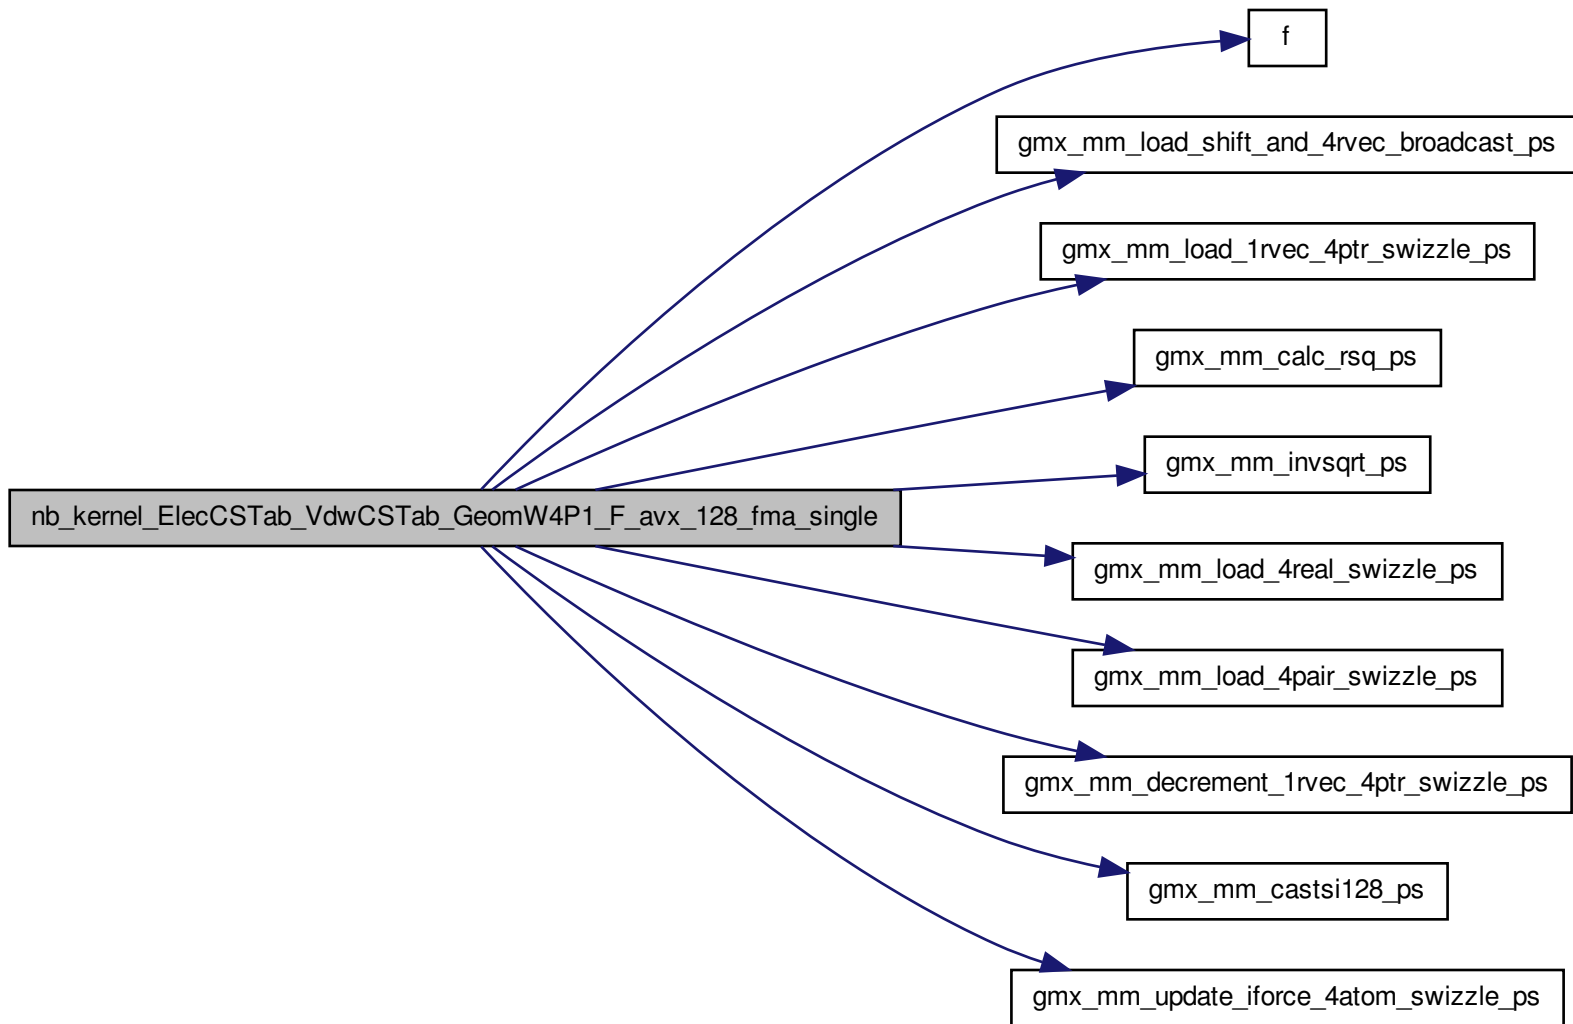 f
gmx_mm_load_shift_and_4rvec_broadcast_ps
gmx_mm_load_1rvec_4ptr_swizzle_ps
gmx_mm_calc_rsq_ps
gmx_mm_invsqrt_ps
nb_kernel_ElecCSTab_VdwCSTab_GeomW4P1_F_avx_128_fma_single
gmx_mm_load_4real_swizzle_ps
gmx_mm_load_4pair_swizzle_ps
gmx_mm_decrement_1rvec_4ptr_swizzle_ps
gmx_mm_castsi128_ps
gmx_mm_update_iforce_4atom_swizzle_ps